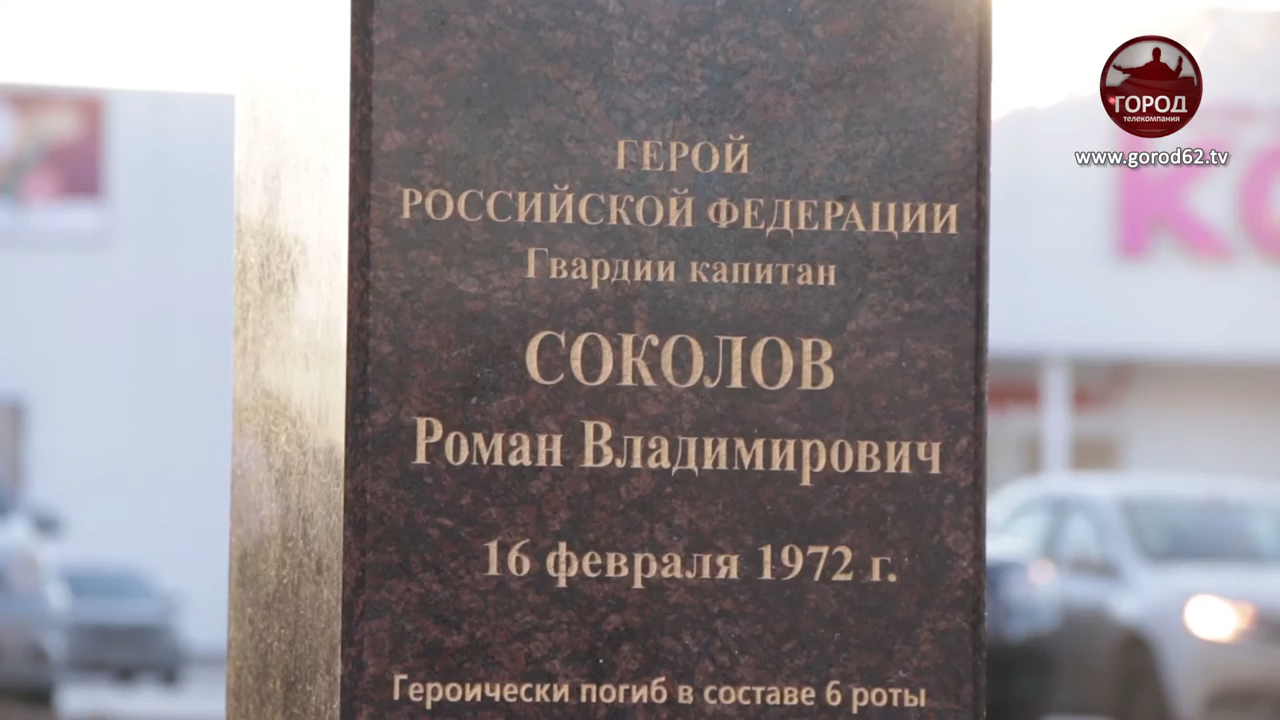 ГЕРОЙ
РОССИЙСКОЙ ФЕДЕРАЦИИ
Гвардии капитан
СОКОЛОВ
Роман Владимирович
16 февраля 1972 г.
Героически погиб в составе 6 роты
ГОРОД
телекомпания
www.gorod62.tv